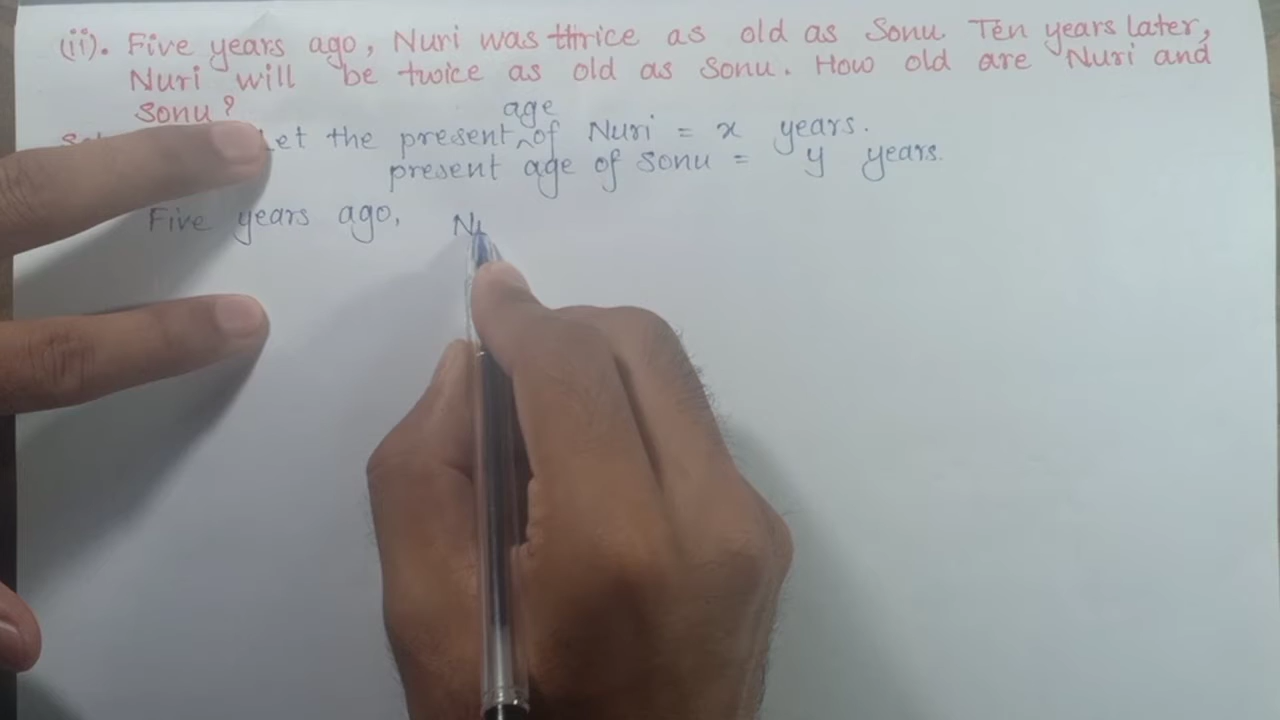 (ii). Five years ago, Nuri was thrice as old as Sonu. Ten years later,
Nuri will be twice as old as Sonu. How old are Nuri and
Sonu?
age
Let the present ^ of Nuri = x years.
present age of Sonu = y years.
Five years ago, Nu